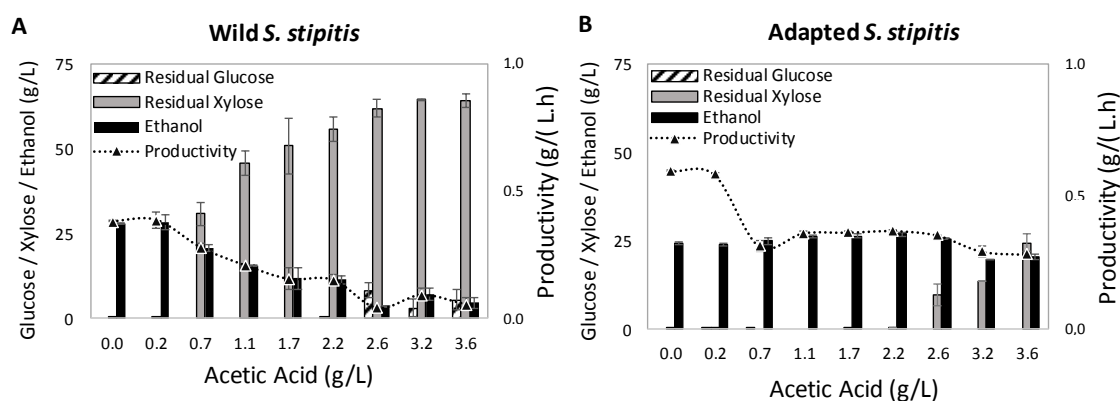 A
Wild S. stipitis
Glucose / Xylose / Ethanol (g/L)
75
50
25
0
Residual Glucose
Residual Xylose
Ethanol
Productivity
1.0
0.5
0.0
Productivity (g/( L.h)
0.0 0.2 0.7 1.1 1.7 2.2 2.6 3.2 3.6
Acetic Acid (g/L)
B
Adapted S. stipitis
Glucose / Xylose / Ethanol (g/L)
75
50
25
0
Residual Glucose
Residual Xylose
Ethanol
Productivity
1.0
0.5
0.0
Productivity (g/( L.h)
0.0 0.2 0.7 1.1 1.7 2.2 2.6 3.2 3.6
Acetic Acid (g/L)